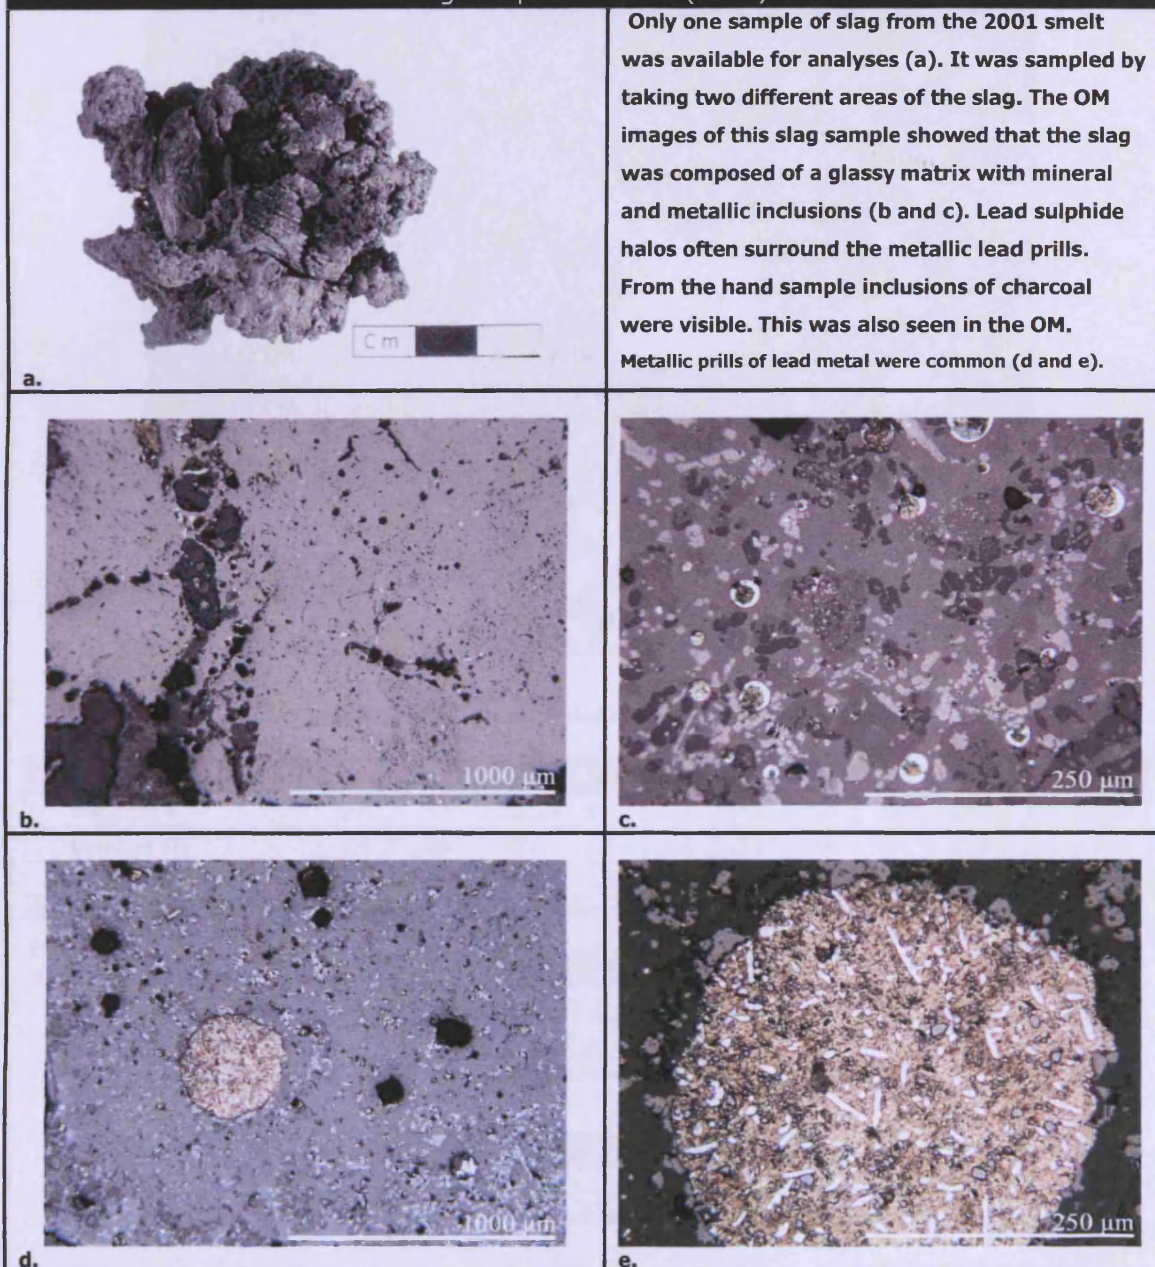 Only one sample of slag from the 2001 smelt
was available for analyses (a). It was sampled by
taking two different areas of the slag. The OM
images of this slag sample showed that the slag
was composed of a glassy matrix with mineral
and metallic inclusions (b and c). Lead sulphide
halos often surround the metallic lead prills.
From the hand sample inclusions of charcoal
were visible. This was also seen in the OM.
Metallic prills of lead metal were common (d and e).
Cm
a.
1000 µm
b.
250 µm
c.
1000 µm
d.
250 µm
e.